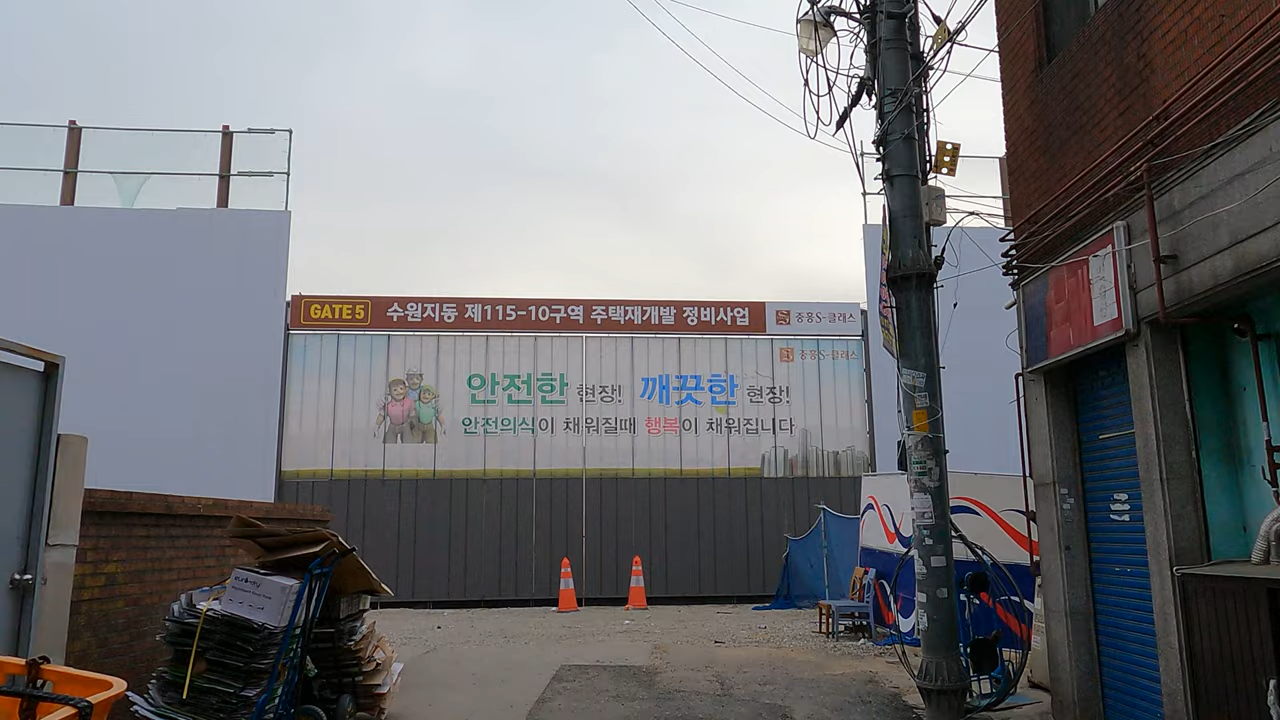 GATE 5 수원지동 제115-10구역 주택재개발 정비사업 중흥S-클래스
중흥S-클래스
안전한 현장! 깨끗한 현장!
안전의식이 채워질때 행복이 채워집니다